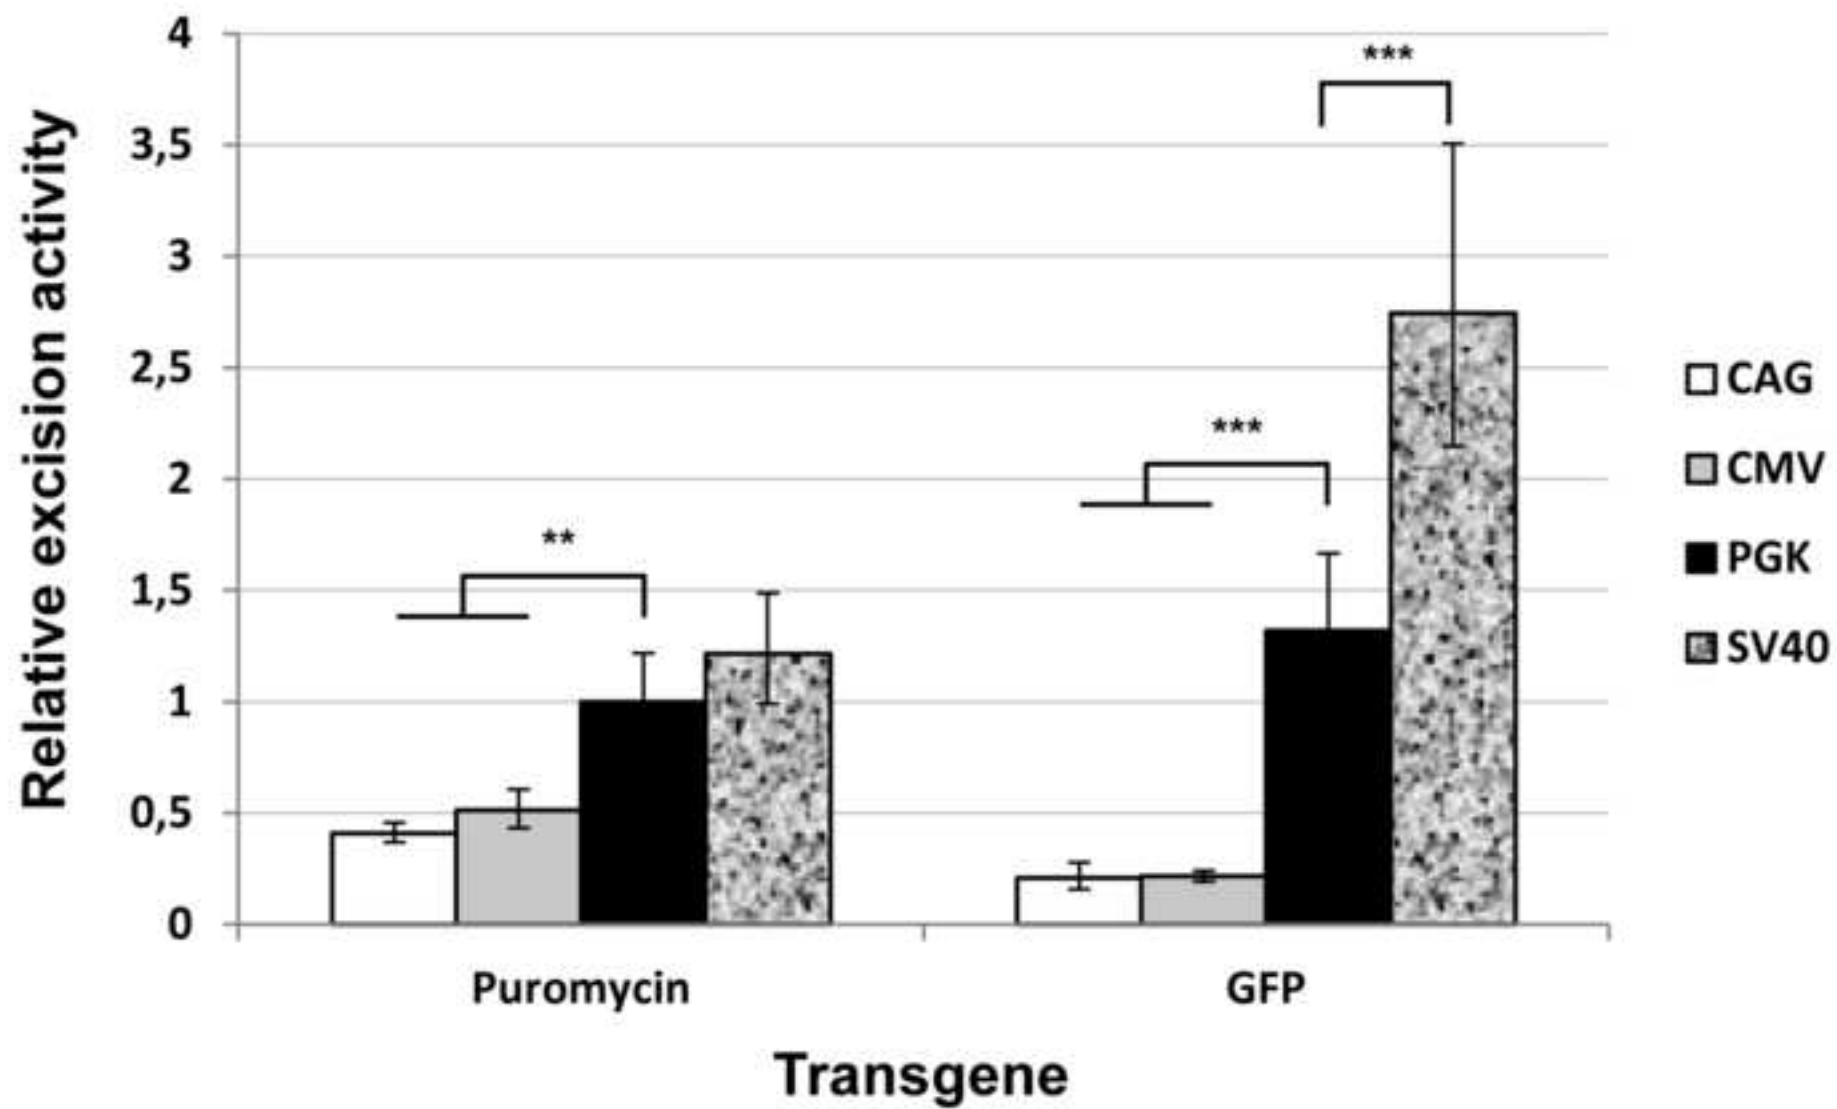 Relative excision activity
4
3,5
3
2,5
2
1,5
1
0,5
0
**
***
***
Puromycin
GFP
Transgene
CAG
CMV
PGK
SV40